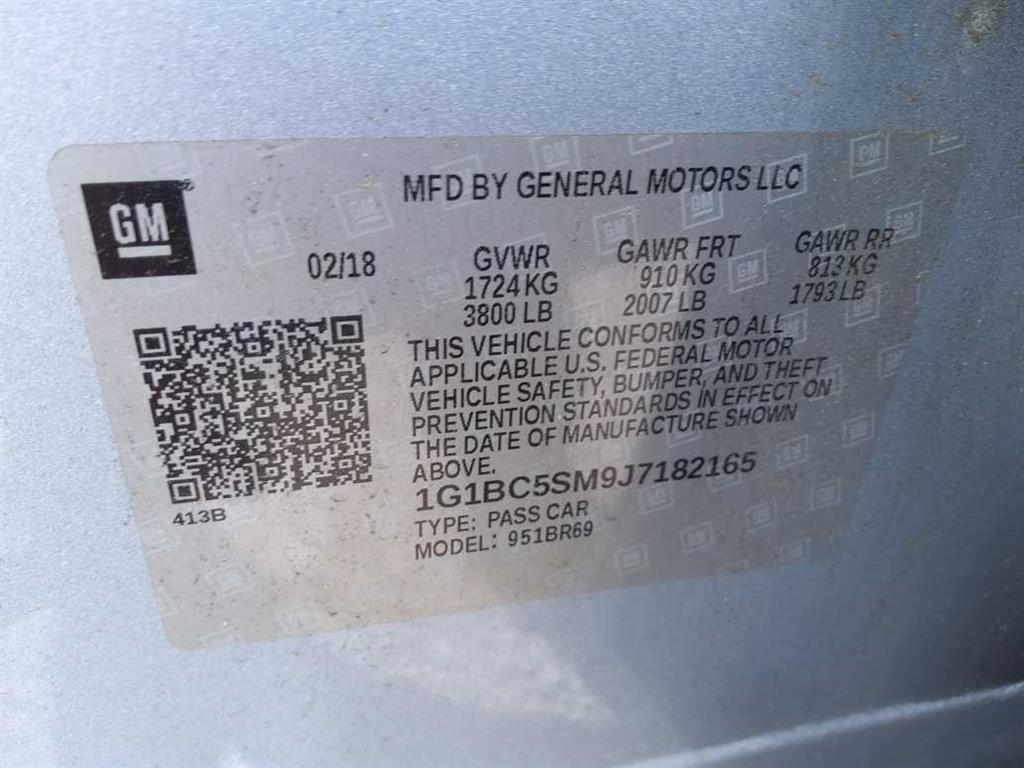 GM
MFD BY GENERAL MOTORS LLC
02/18
GVWR
1724 KG
3800 LB
GAWR FRT
910 KG
2007 LB
GAWR RR
813 KG
1793 LB
THIS VEHICLE CONFORMS TO ALL
APPLICABLE U.S. FEDERAL MOTOR
VEHICLE SAFETY, BUMPER, AND THEFT
PREVENTION STANDARDS IN EFFECT ON
THE DATE OF MANUFACTURE SHOWN
ABOVE.
1G1BC5SM9J7182165
TYPE: PASS CAR
MODEL: 951BR69
413B